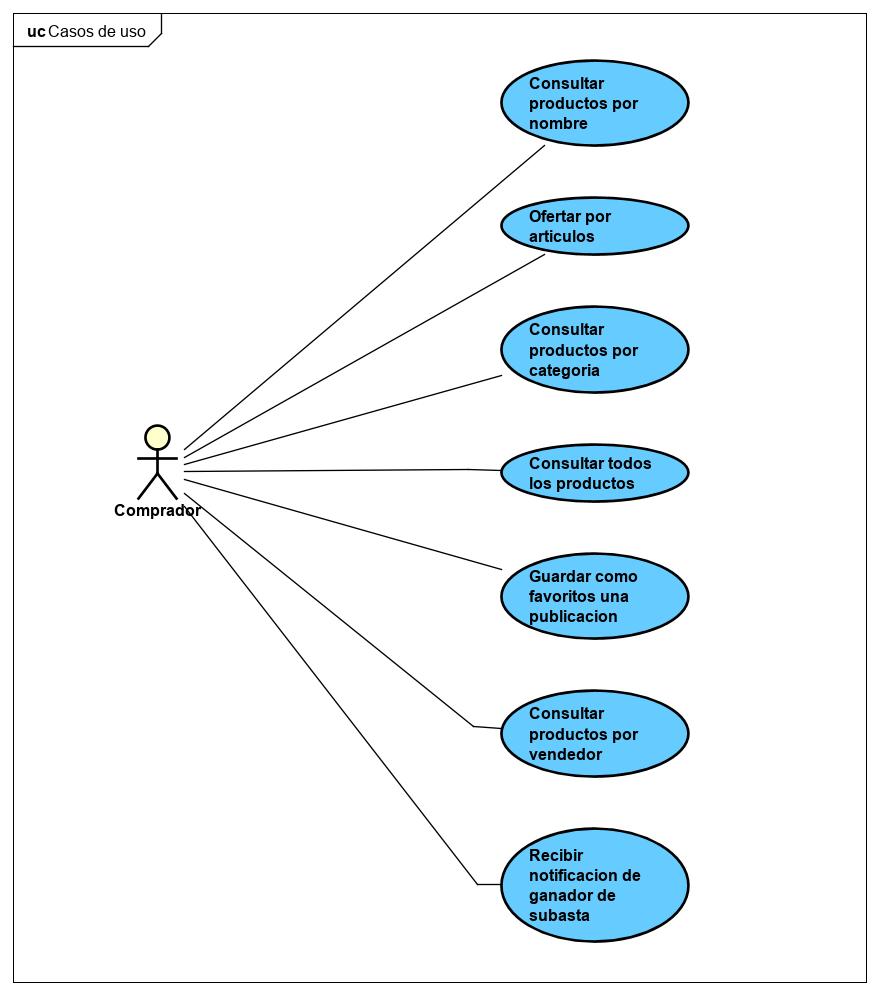 uc Casos de uso
Consultar
productos por
nombre
Ofertar por
articulos
Consultar
productos por
categoria
Consultar todos
los productos
Comprador
Guardar como
favoritos una
publicacion
Consultar
productos por
vendedor
Recibir
notificacion de
ganador de
subasta